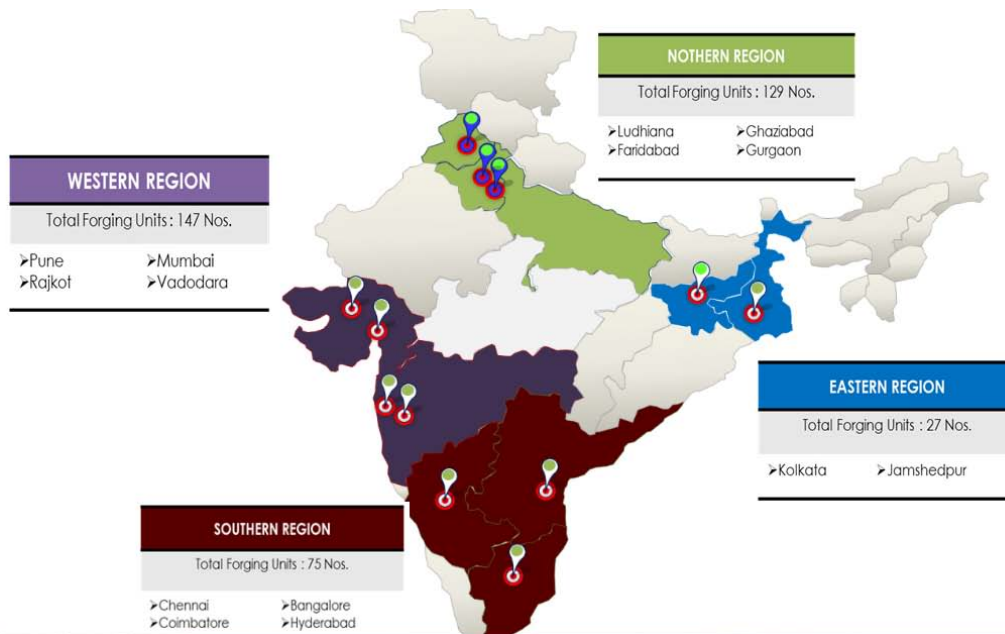 NOTHERN REGION
Total Forging Units : 129 Nos.
➢Ludhiana ➢Ghaziabad
➢Faridabad ➢Gurgaon
WESTERN REGION
Total Forging Units : 147 Nos.
➢Pune ➢Mumbai
➢Rajkot ➢Vadodara
EASTERN REGION
Total Forging Units : 27 Nos.
➢Kolkata ➢Jamshedpur
SOUTHERN REGION
Total Forging Units : 75 Nos.
➢Chennai ➢Bangalore
➢Coimbatore ➢Hyderabad